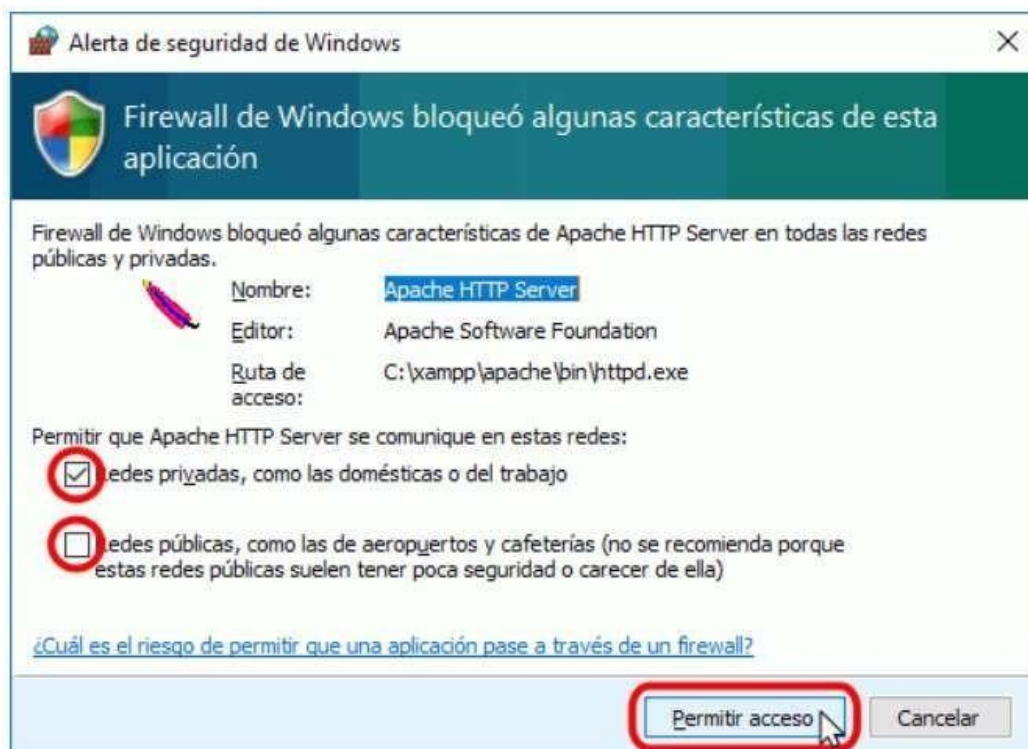 Alerta de seguridad de Windows
Firewall de Windows bloqueó algunas características de esta
aplicación
Firewall de Windows bloqueó algunas características de Apache HTTP Server en todas las redes
públicas y privadas.
Nombre: Apache HTTP Server
Editor: Apache Software Foundation
Ruta de C:\xampp\apache\bin\httpd.exe
acceso:
Permitir que Apache HTTP Server se comunique en estas redes:
Redes privadas, como las domésticas o del trabajo
Redes públicas, como las de aeropuertos y cafeterías (no se recomienda porque
estas redes públicas suelen tener poca seguridad o carecer de ella)
¿Cuál es el riesgo de permitir que una aplicación pase a través de un firewall?
Permitir acceso Cancelar